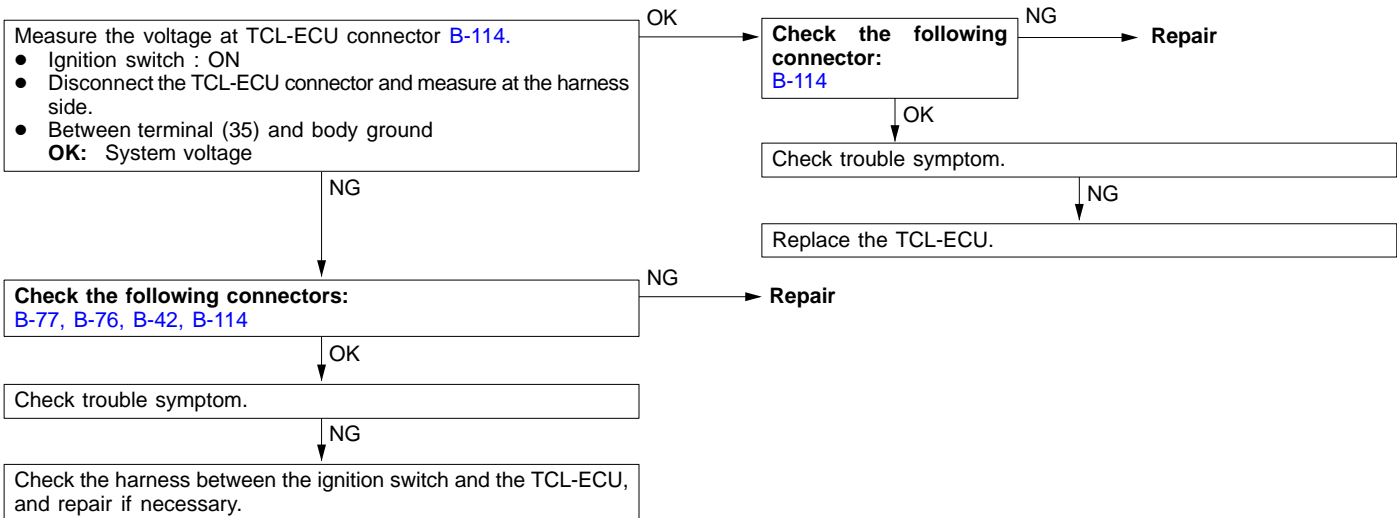 Measure the voltage at TCL-ECU connector B-114.
● Ignition switch : ON
● Disconnect the TCL-ECU connector and measure at the harness
side.
● Between terminal (35) and body ground
OK: System voltage
OK
Check the following
connector:
B-114
NG
Repair
OK
Check trouble symptom.
NG
Replace the TCL-ECU.
NG
Check the following connectors:
B-77, B-76, B-42, B-114
NG
Repair
OK
Check trouble symptom.
NG
Check the harness between the ignition switch and the TCL-ECU,
and repair if necessary.